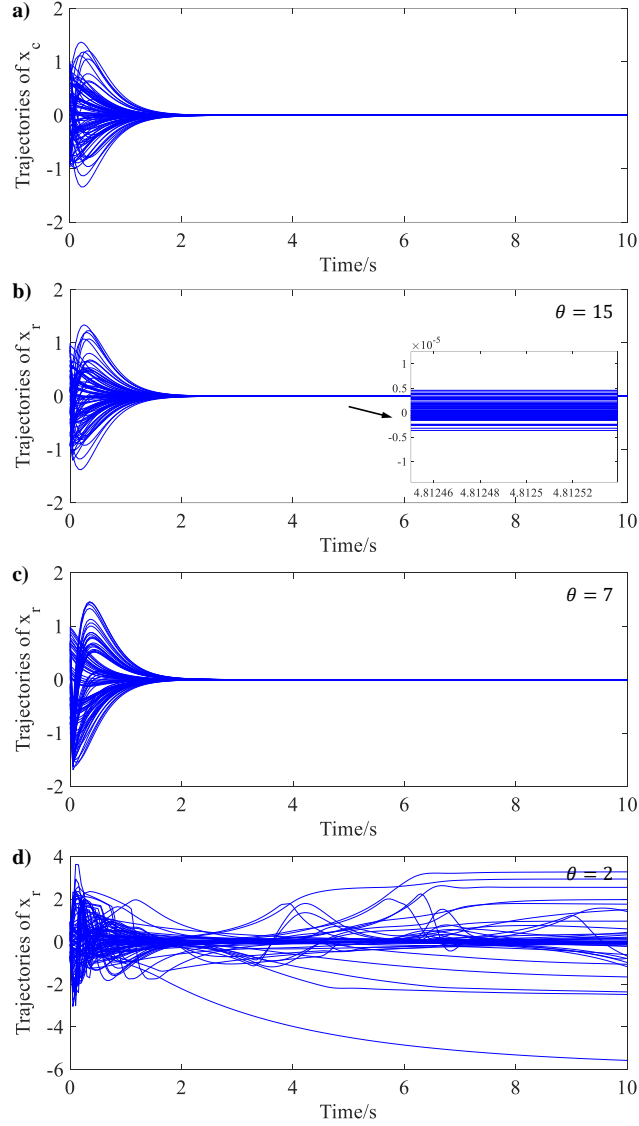 a)
2
1
0
-1
-2
Trajectories of x_c
0 2 4 6 8 10
Time/s
b)
2
1
0
-1
-2
Trajectories of x_r
θ = 15
×10^-5
1
0.5
0
-0.5
-1
4.81246 4.81248 4.8125 4.81252
0 2 4 6 8 10
Time/s
c)
2
1
0
-1
-2
Trajectories of x_r
θ = 7
0 2 4 6 8 10
Time/s
d)
4
2
0
-2
-4
-6
Trajectories of x_r
θ = 2
0 2 4 6 8 10
Time/s